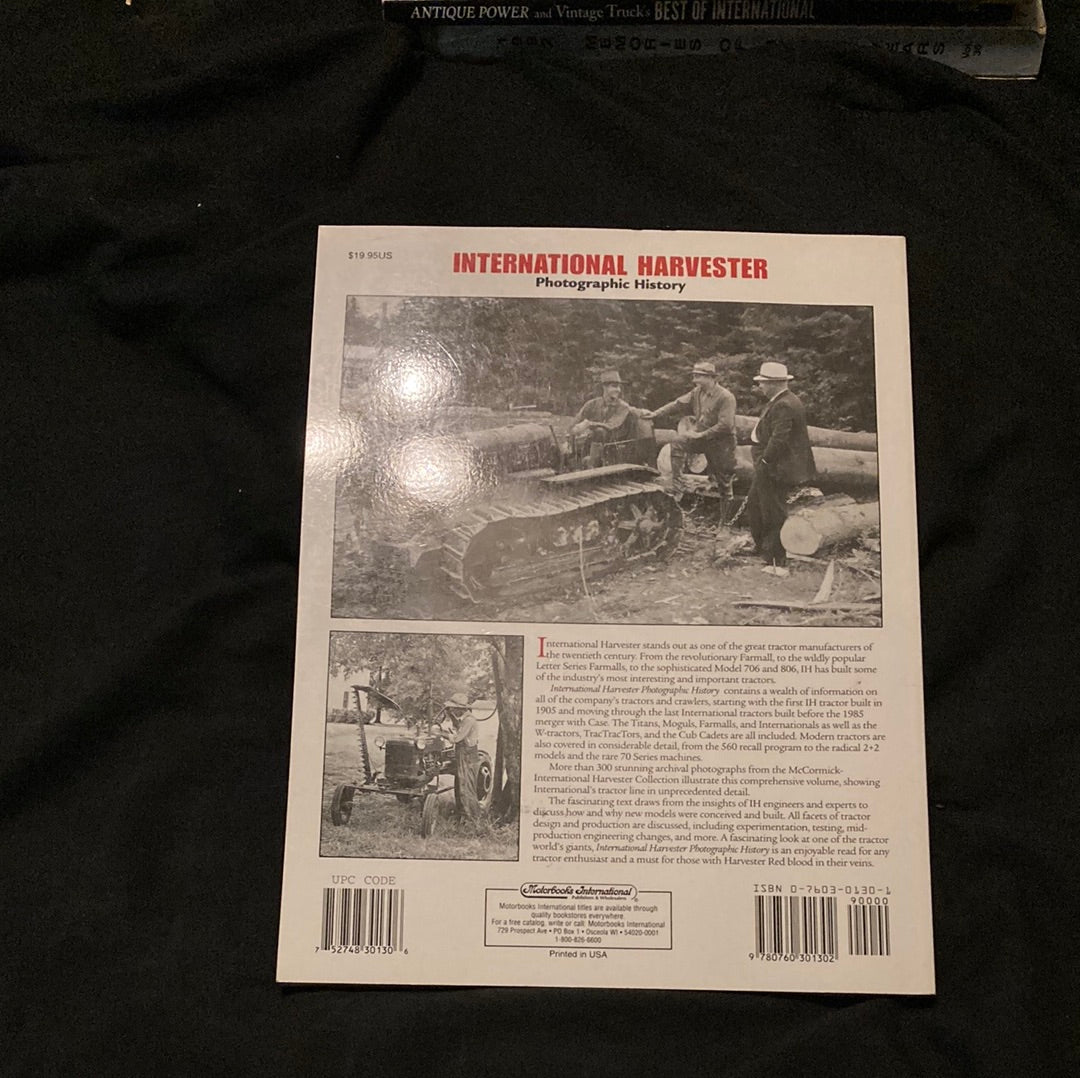 ANTIQUE POWER and Vintage Truck's BEST OF INTERNATIONAL
MEMORIES OF
$19.95US
INTERNATIONAL HARVESTER
Photographic History
International Harvester stands out as one of the great tractor manufacturers of
the twentieth century. From the revolutionary Farmall, to the wildly popular
Letter Series Farmalls, to the sophisticated Model 706 and 806, IH has built some
of the industry's most interesting and important tractors.
International Harvester Photographic History contains a wealth of information on
all of the company's tractors and crawlers, starting with the first IH tractor built in
1905 and moving through the last International tractors built before the 1985
merger with Case. The Titans, Moguls, Farmalls, and Internationals as well as the
W-tractors, TracTracTors, and the Cub Cadets are all included. Modern tractors are
also covered in considerable detail, from the 560 recall program to the radical 2+2
models and the rare 70 Series machines.
More than 300 stunning archival photographs from the McCormick-
International Harvester Collection illustrate this comprehensive volume, showing
International's tractor line in unprecedented detail.
The fascinating text draws from the insights of IH engineers and experts to
discuss how and why new models were conceived and built. All facets of tractor
design and production are discussed, including experimentation, testing, mid-
production engineering changes, and more. A fascinating look at one of the tractor
world's giants, International Harvester Photographic History is an enjoyable read for any
tractor enthusiast and a must for those with Harvester Red blood in their veins.
UPC CODE
7 52748 30130 6
Motorbooks International
Publishers & Wholesalers
Motorbooks International titles are available through
quality bookstores everywhere.
For a free catalog, write or call: Motorbooks International
729 Prospect Ave • PO Box 1 • Osceola WI • 54020-0001
1-800-826-6600
Printed in USA
ISBN 0-7603-0130-1
90000
9 780760 301302